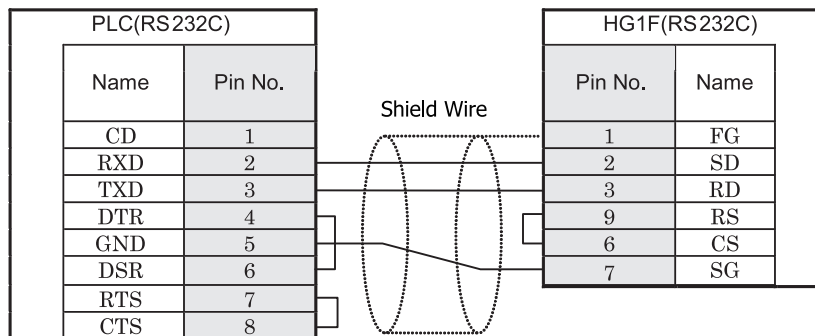 PLC(RS232C) HG1F(RS232C)
Name Pin No. Pin No. Name
Shield Wire
CD 1 1 FG
RXD 2 2 SD
TXD 3 3 RD
DTR 4 9 RS
GND 5 6 CS
DSR 6 7 SG
RTS 7
CTS 8